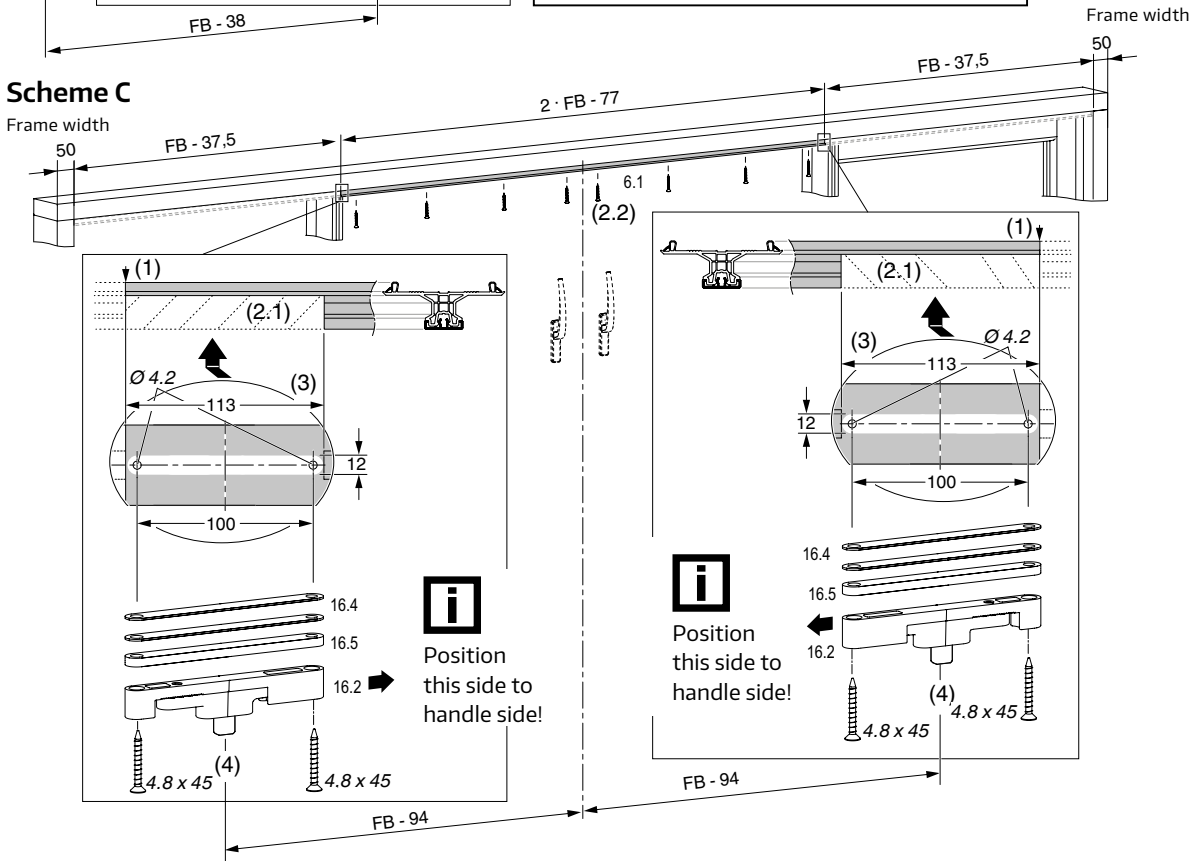 FB - 38
Frame width
50
FB - 37,5
2 · FB - 77
Scheme C
Frame width
50
FB - 37,5
6.1
(2.2)
(1)
(2.1)
Ø 4.2
(3)
113
12
100
16.4
16.5
16.2
Position
this side to
handle side!
4.8 x 45
(4)
4.8 x 45
(1)
(2.1)
(3)
Ø 4.2
113
12
100
16.4
16.5
16.2
Position
this side to
handle side!
(4)
4.8 x 45
4.8 x 45
FB - 94
FB - 94